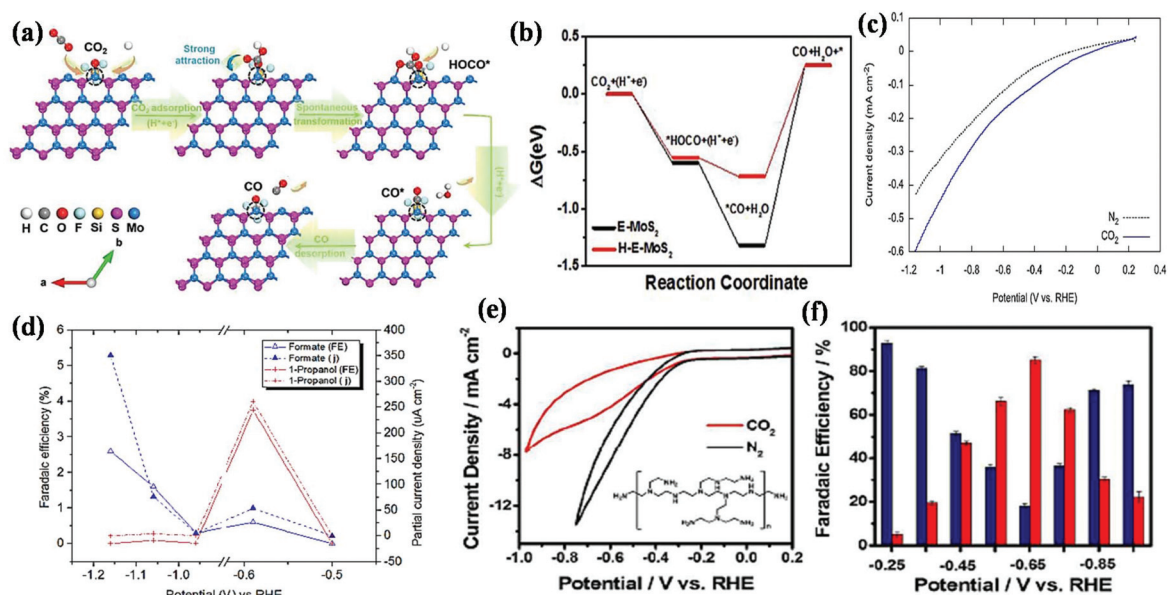 (a)
CO₂
Strong
attraction
HOCO*
CO₂ adsorption
(H⁺+e⁻)
Spontaneous
transformation
(H⁺+e⁻)
CO
CO*
CO
desorption
H C O F Si S Mo
b
a
(b)
0.5
0.0
-0.5
-1.0
-1.5
ΔG(eV)
CO₂+(H⁺+e⁻)
*HOCO+(H⁺+e⁻)
*CO+H₂O
CO+H₂O+*
E-MoS₂
H-E-MoS₂
Reaction Coordinate
(c)
0.1
0
-0.1
-0.2
-0.3
-0.4
-0.5
-0.6
Current density (mA cm⁻²)
N₂
CO₂
-1.2 -1 -0.8 -0.6 -0.4 -0.2 0 0.2 0.4
Potential (V vs. RHE)
(d)
6
5
4
3
2
1
0
Faradaic efficiency (%)
Formate (FE)
Formate (j)
1-Propanol (FE)
1-Propanol (j)
400
350
300
250
200
150
100
50
0
-50
Partial current density (uA cm⁻²)
-1.2 -1.1 -1.0 -0.6 -0.5
Potential (V) vs RHE
(e)
0
-4
-8
-12
Current Density / mA cm⁻²
CO₂
N₂
-1.0 -0.8 -0.6 -0.4 -0.2 0.0 0.2
Potential / V vs. RHE
(f)
100
80
60
40
20
0
Faradaic Efficiency / %
-0.25 -0.45 -0.65 -0.85
Potential / V vs. RHE